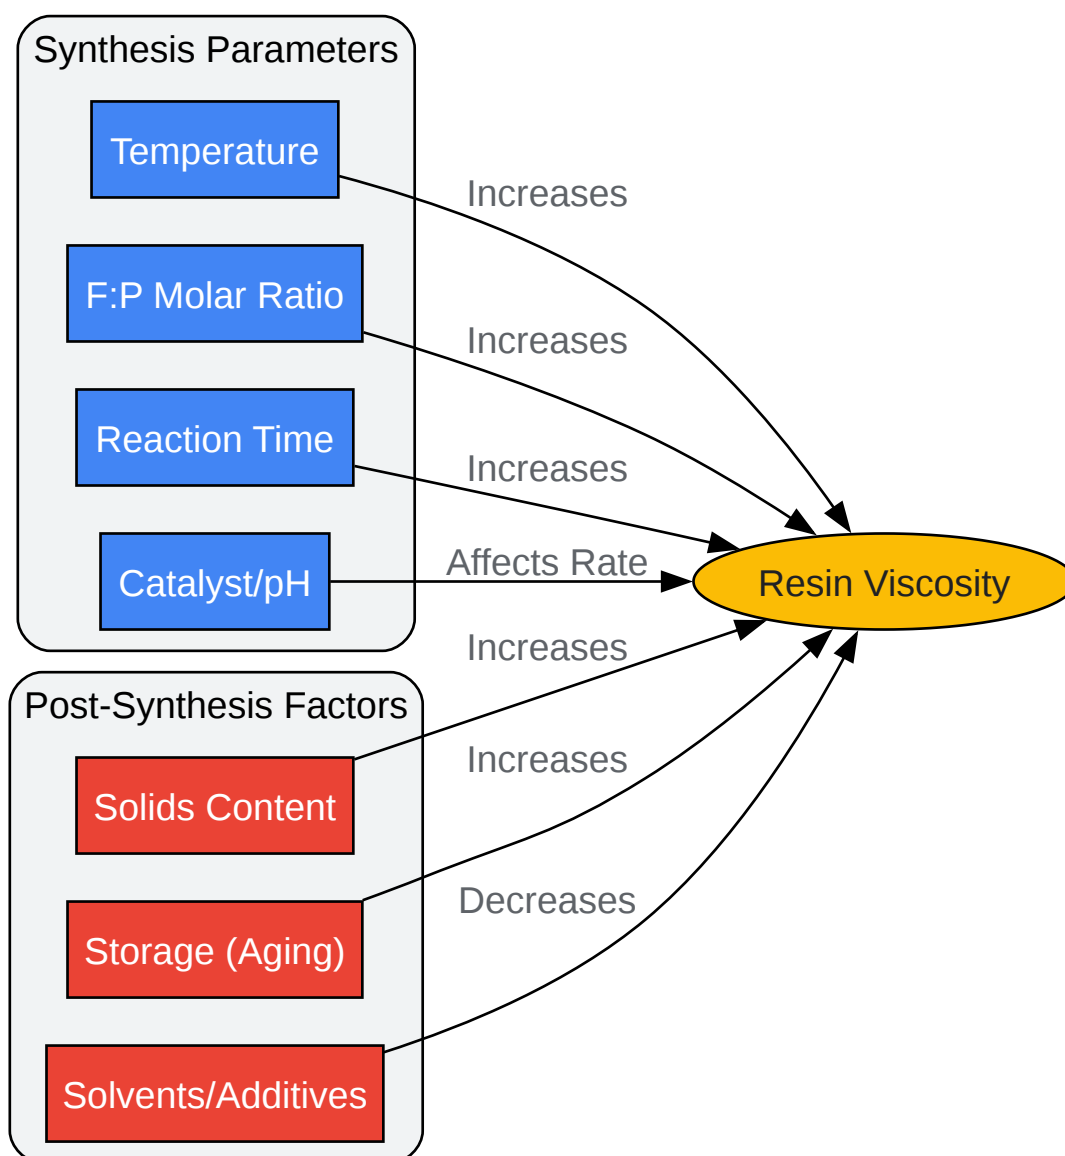 Synthesis Parameters
Temperature
Increases
F:P Molar Ratio
Increases
Reaction Time
Increases
Catalyst/pH
Affects Rate
Resin Viscosity
Increases
Post-Synthesis Factors
Increases
Solids Content
Decreases
Storage (Aging)
Solvents/Additives